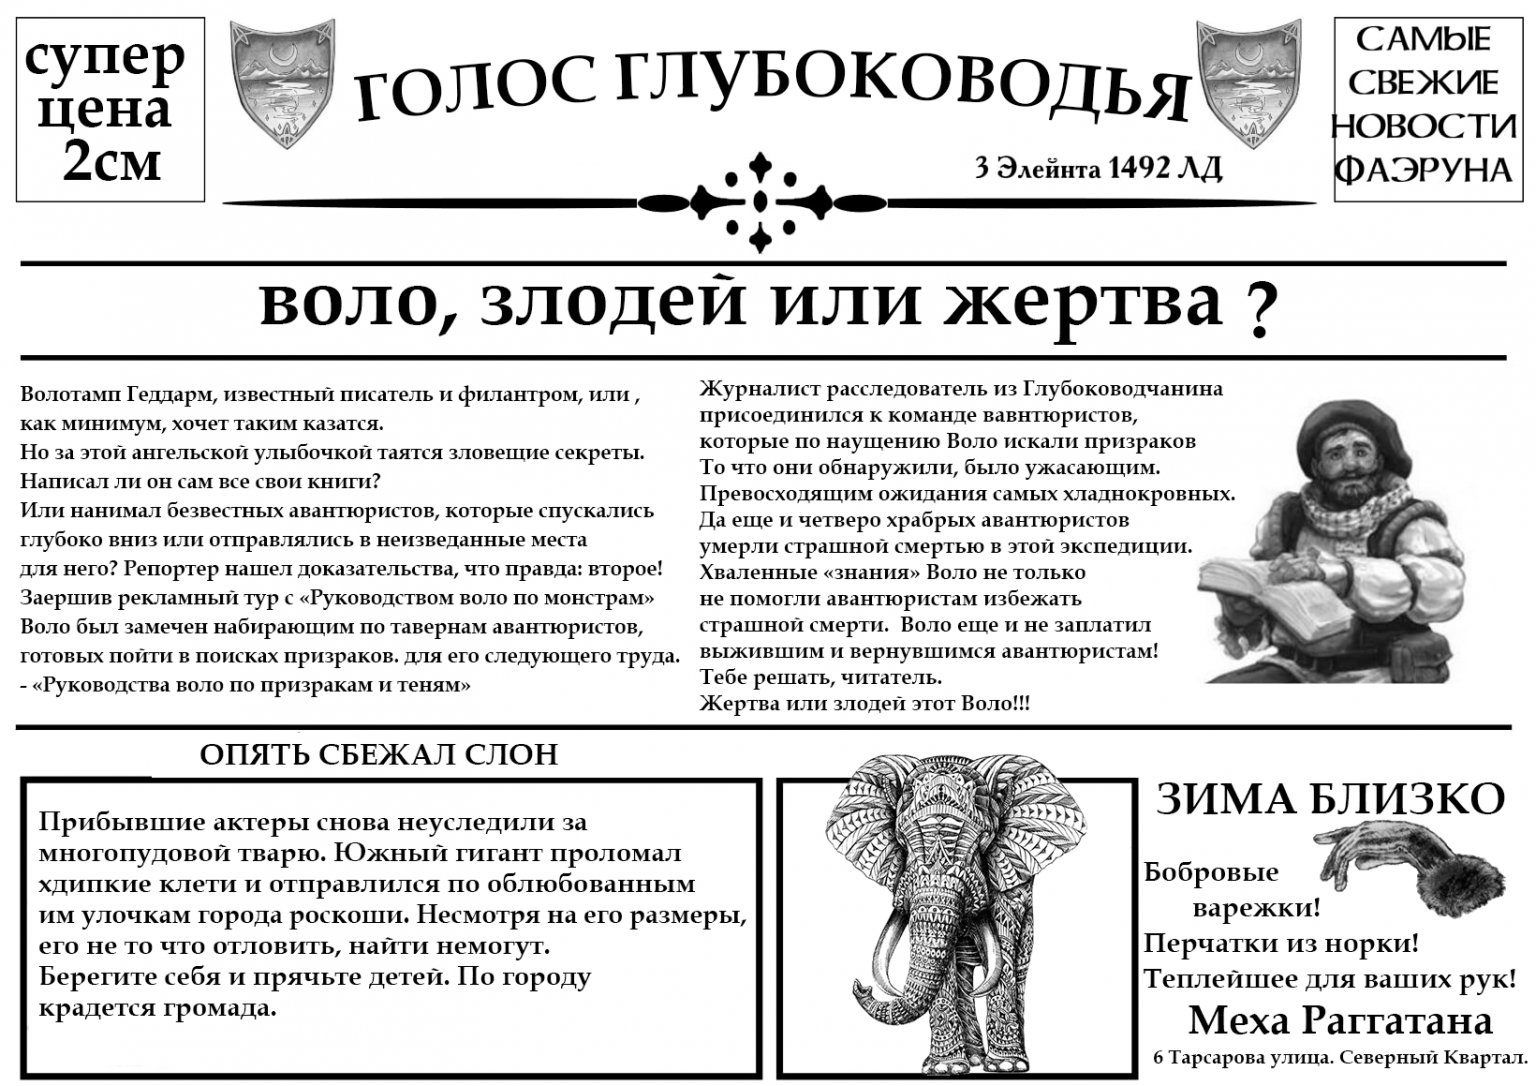 супер
цена
2см
ГОЛОС ГЛУБОКОВОДЬЯ
3 Элейнта 1492 ЛД
САМЫЕ
СВЕЖИЕ
НОВОСТИ
ФАЭРУНА
воло, злодей или жертва ?
Волотамп Геддарм, известный писатель и филантром, или ,
как минимум, хочет таким казатся.
Но за этой ангельской улыбочкой таятся зловещие секреты.
Написал ли он сам все свои книги?
Или нанимал безвестных авантюристов, которые спускались
глубоко вниз или отправлялись в неизведанные места
для него? Репортер нашел доказательства, что правда: второе!
Заершив рекламный тур с «Руководством воло по монстрам»
Воло был замечен набирающим по тавернам авантюристов,
готовых пойти в поисках призраков. для его следующего труда.
- «Руководства воло по призракам и теням»
Журналист расследователь из Глубоководчанина
присоединился к команде вавнтюристов,
которые по наущению Воло искали призраков
То что они обнаружили, было ужасающим.
Превосходящим ожидания самых хладнокровных.
Да еще и четверо храбрых авантюристов
умерли страшной смертью в этой экспедиции.
Хваленные «знания» Воло не только
не помогли авантюристам избежать
страшной смерти. Воло еще и не заплатил
выжившим и вернувшимся авантюристам!
Тебе решать, читатель.
Жертва или злодей этот Воло!!!
ОПЯТЬ СБЕЖАЛ СЛОН
Прибывшие актеры снова неуследили за
многопудовой тварю. Южный гигант проломал
хдипкие клети и отправлился по облюбованным
им улочкам города роскоши. Несмотря на его размеры,
его не то что отловить, найти немогут.
Берегите себя и прячьте детей. По городу
крадется громада.
ЗИМА БЛИЗКО
Бобровые
варежки!
Перчатки из норки!
Теплейшее для ваших рук!
Меха Раггатана
6 Тарсарова улица. Северный Квартал.